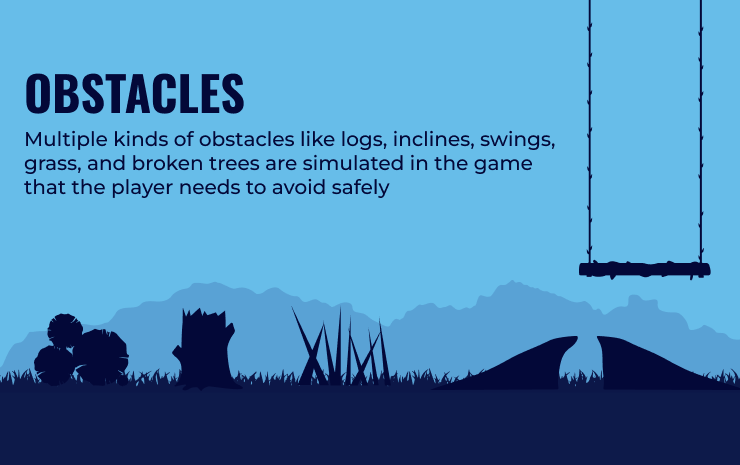 OBSTACLES
Multiple kinds of obstacles like logs, inclines, swings,
grass, and broken trees are simulated in the game
that the player needs to avoid safely